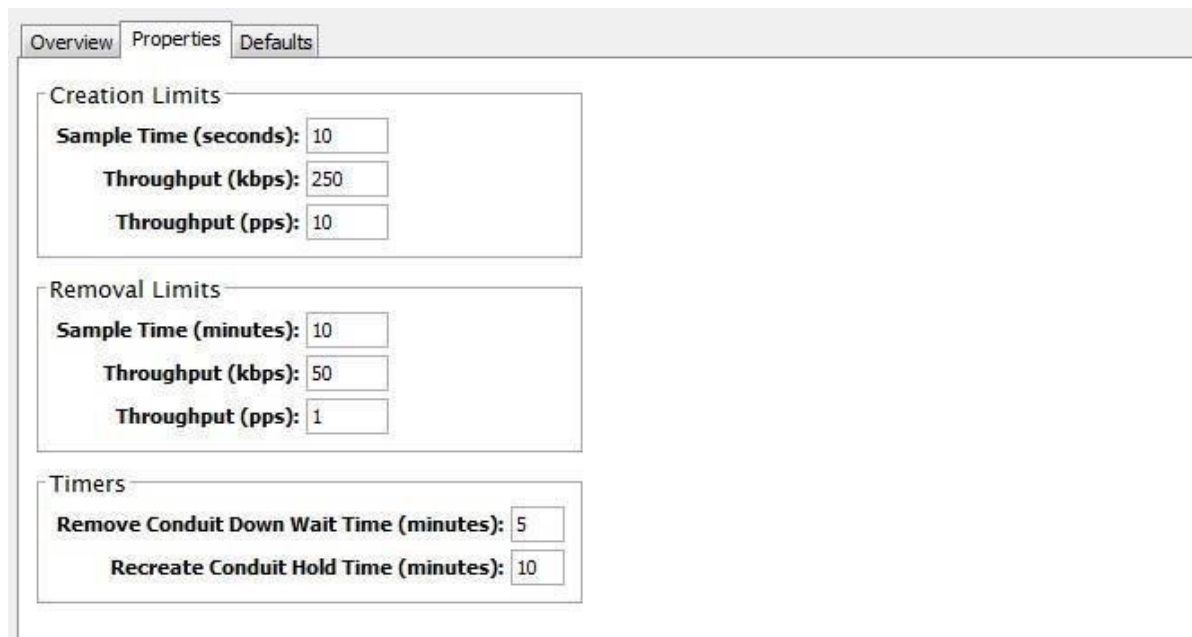 Overview Properties Defaults
Creation Limits
Sample Time (seconds): 10
Throughput (kbps): 250
Throughput (pps): 10
Removal Limits
Sample Time (minutes): 10
Throughput (kbps): 50
Throughput (pps): 1
Timers
Remove Conduit Down Wait Time (minutes): 5
Recreate Conduit Hold Time (minutes): 10